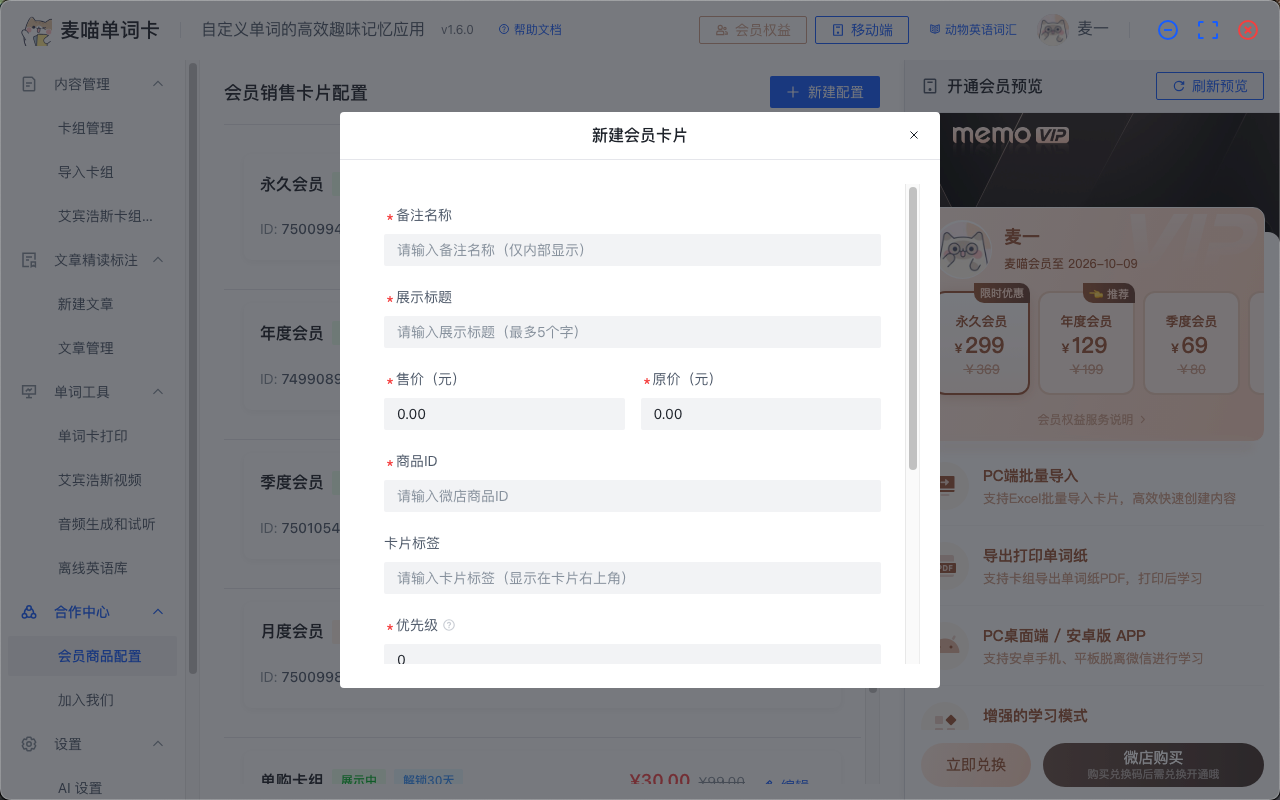 麦喵单词卡
自定义单词的高效趣味记忆应用
v1.6.0
帮助文档
会员权益
移动端
动物英语词汇
麦一
内容管理
卡组管理
导入卡组
艾宾浩斯卡组...
文章精读标注
新建文章
文章管理
单词工具
单词卡打印
艾宾浩斯视频
音频生成和试听
离线英语库
合作中心
会员商品配置
加入我们
设置
AI 设置
会员销售卡片配置
新建配置
永久会员
ID: 7500994
年度会员
ID: 7499089
季度会员
ID: 7501054
月度会员
ID: 7500998
单购卡组
展示中
解锁30天
¥30.00
¥99.00
编辑
新建会员卡片
* 备注名称
请输入备注名称（仅内部显示）
* 展示标题
请输入展示标题（最多5个字）
* 售价（元）
* 原价（元）
0.00
0.00
* 商品ID
请输入微店商品ID
卡片标签
请输入卡片标签（显示在卡片右上角）
* 优先级
0
开通会员预览
刷新预览
memo VIP
VIP
麦一
麦喵会员至 2026-10-09
限时优惠
推荐
永久会员
¥299
¥369
年度会员
¥129
¥199
季度会员
¥69
¥80
会员权益服务说明
PC端批量导入
支持Excel批量导入卡片，高效快速创建内容
PDF
导出打印单词纸
支持卡组导出单词纸PDF，打印后学习
PC桌面端 / 安卓版 APP
支持安卓手机、平板脱离微信进行学习
增强的学习模式
立即兑换
微店购买
购买兑换码后需兑换开通哦